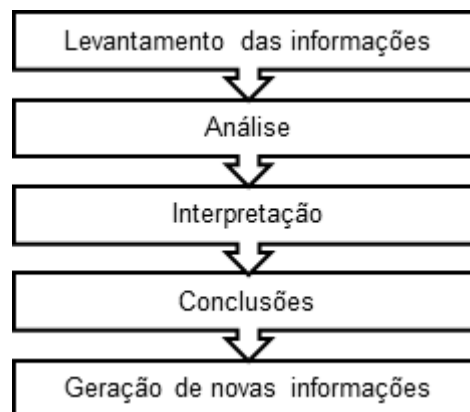 Levantamento das informações
Análise
Interpretação
Conclusões
Geração de novas informações